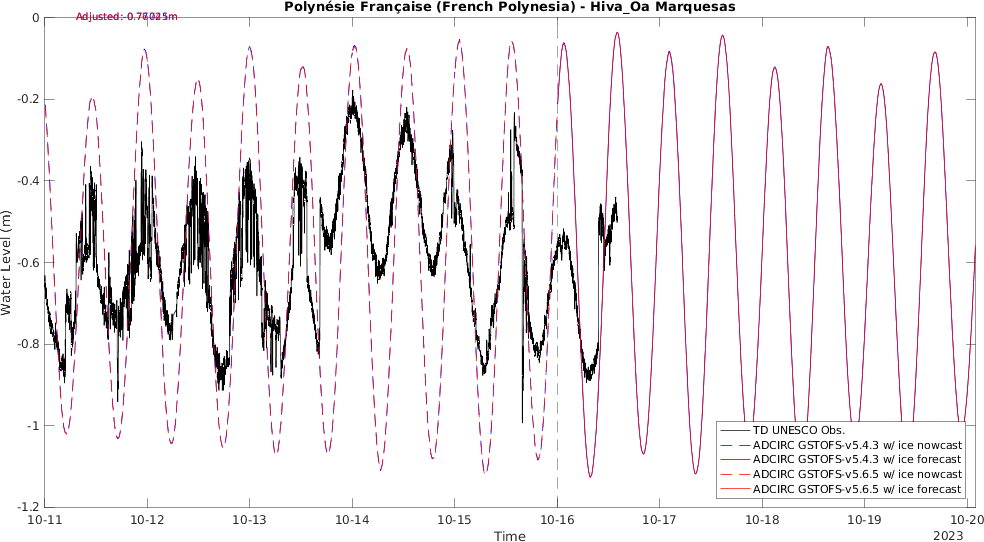 Polynésie Française (French Polynesia) - Hiva_Oa Marquesas
0
-0.2
-0.4
-0.6
-0.8
-1
-1.2
Water Level (m)
10-11 10-12 10-13 10-14 10-15 10-16 10-17 10-18 10-19 10-20
Time
2023
TD UNESCO Obs.
ADCIRC GSTOFS-v5.4.3 w/ ice nowcast
ADCIRC GSTOFS-v5.4.3 w/ ice forecast
ADCIRC GSTOFS-v5.6.5 w/ ice nowcast
ADCIRC GSTOFS-v5.6.5 w/ ice forecast
Adjusted: